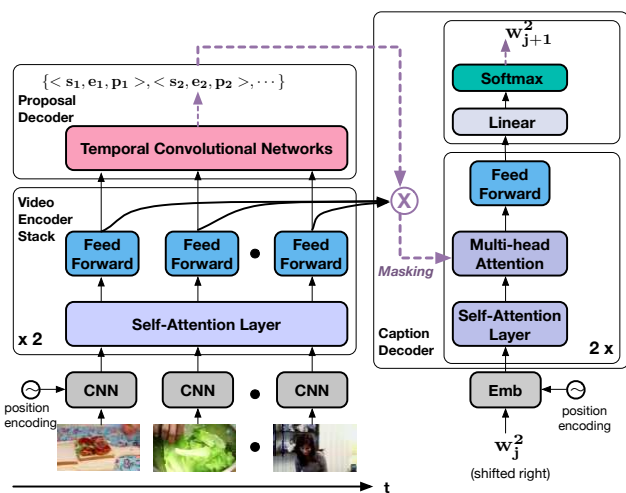 {< s₁, e₁, p₁ >, < s₂, e₂, p₂ >, ···}
Proposal
Decoder
Temporal Convolutional Networks
Video
Encoder
Stack
Feed
Forward
Feed
Forward
Feed
Forward
Self-Attention Layer
x 2
CNN
CNN
CNN
position
encoding
t
X
Masking
w²ⱼ₊₁
Softmax
Linear
Feed
Forward
Multi-head
Attention
Self-Attention
Layer
Caption
Decoder
2 x
Emb
position
encoding
w²ⱼ
(shifted right)